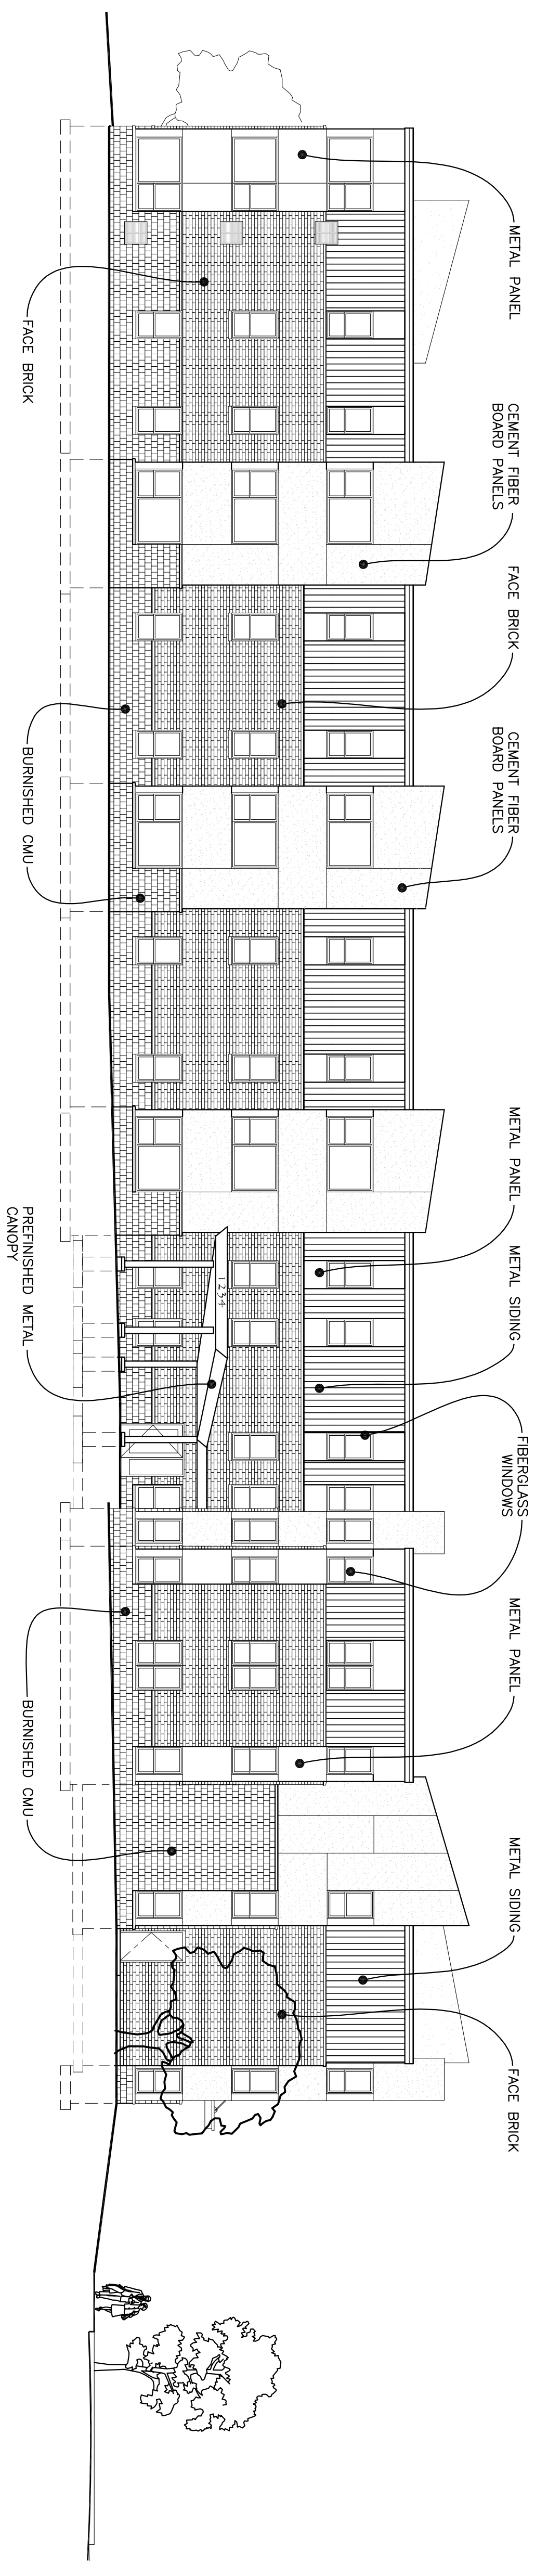 METAL PANEL
CEMENT FIBER
BOARD PANELS
FACE BRICK
CEMENT FIBER
BOARD PANELS
METAL PANEL
METAL SIDING
FIBERGLASS
WINDOWS
METAL PANEL
METAL SIDING
FACE BRICK
1234
FACE BRICK
BURNISHED CMU
PREFINISHED METAL
CANOPY
BURNISHED CMU